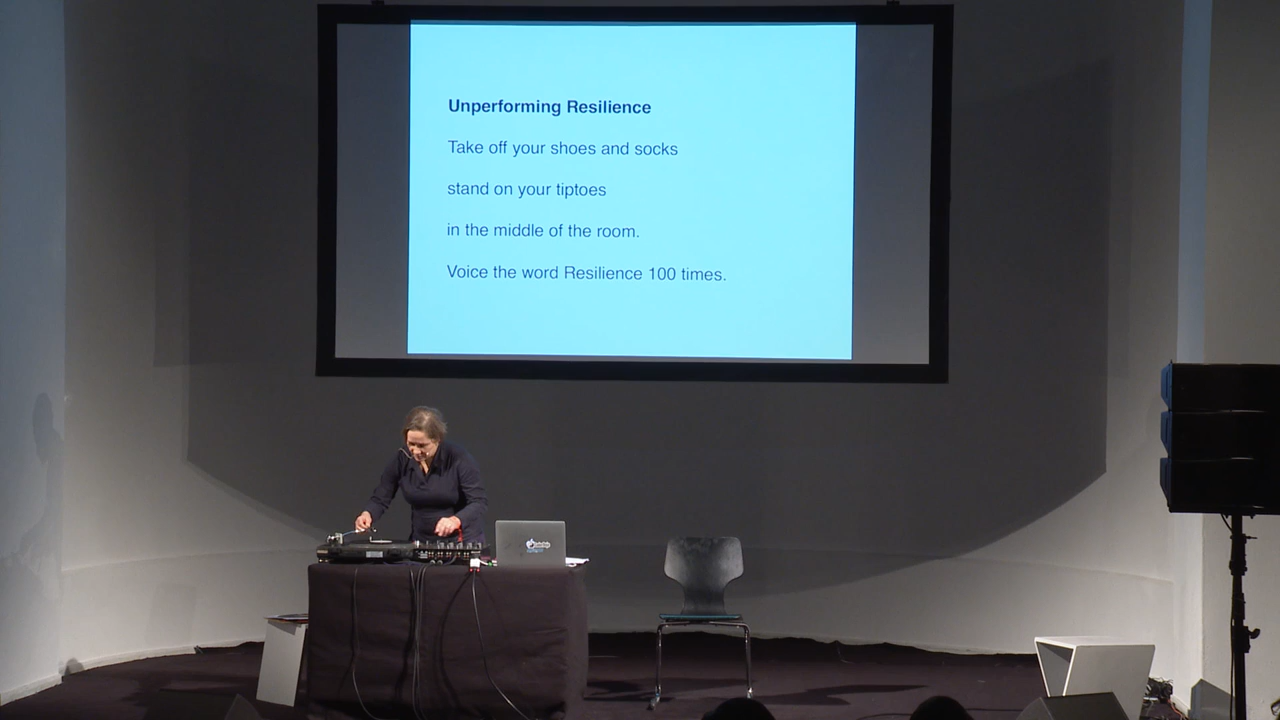 Unperforming Resilience
Take off your shoes and socks
stand on your tiptoes
in the middle of the room.
Voice the word Resilience 100 times.